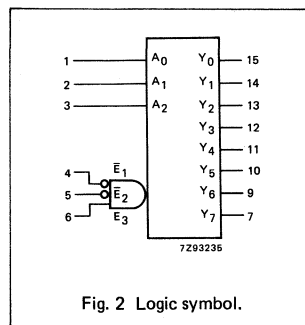 1 A0 Y0 15
2 A1 Y1 14
3 A2 Y2 13
Y3 12
Y4 11
4 Ē1 Y5 10
5 Ē2 Y6 9
6 E3 Y7 7
7Z93235
Fig. 2 Logic symbol.